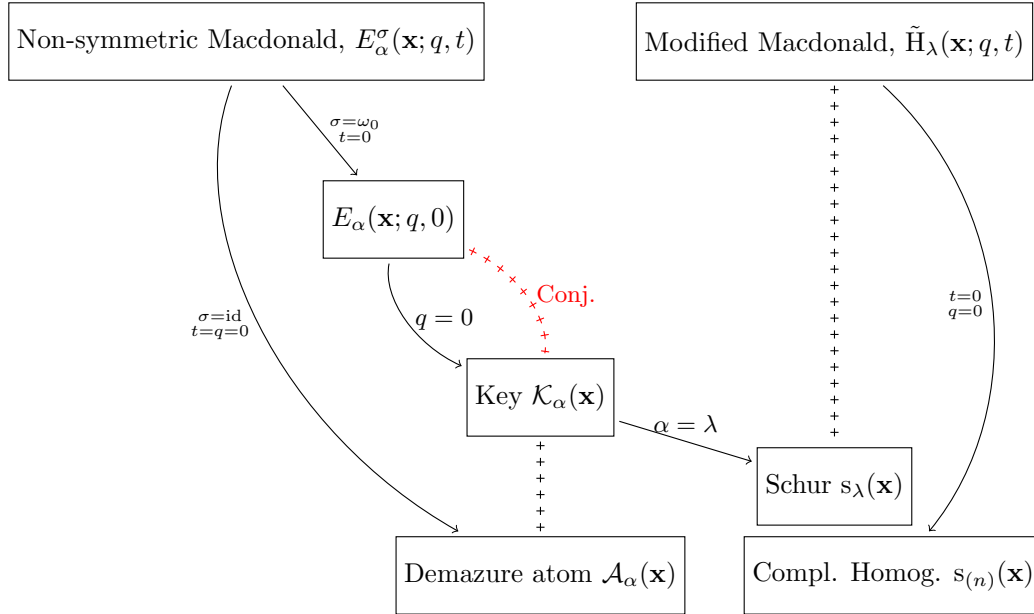 Non-symmetric Macdonald, $E^{\sigma}_{\alpha}(\mathbf{x}; q, t)$
Modified Macdonald, $\tilde{\mathrm{H}}_{\lambda}(\mathbf{x}; q, t)$
$\sigma=\omega_0$
$t=0$
$E_{\alpha}(\mathbf{x}; q, 0)$
Conj.
$\sigma=\mathrm{id}$
$t=q=0$
$q = 0$
$t=0$
$q=0$
Key $\mathcal{K}_{\alpha}(\mathbf{x})$
$\alpha = \lambda$
Schur $\mathrm{s}_{\lambda}(\mathbf{x})$
Demazure atom $\mathcal{A}_{\alpha}(\mathbf{x})$
Compl. Homog. $\mathrm{s}_{(n)}(\mathbf{x})$